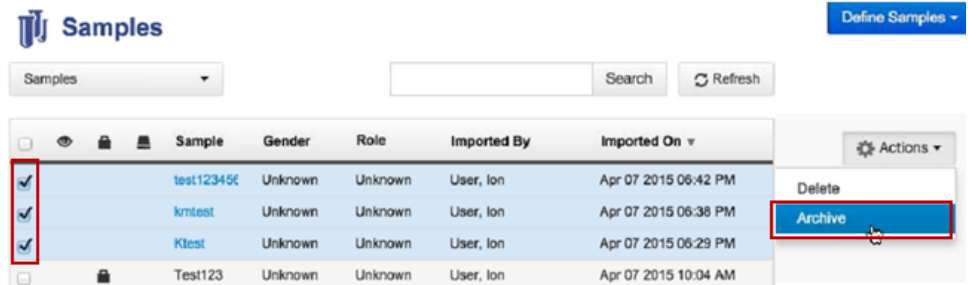 Samples
Define Samples
Samples
Search
Refresh
Sample Gender Role Imported By Imported On
Actions
test123456 Unknown Unknown User, Ion Apr 07 2015 06:42 PM
Delete
kmtest Unknown Unknown User, Ion Apr 07 2015 06:36 PM
Archive
Ktest Unknown Unknown User, Ion Apr 07 2015 06:29 PM
Test123 Unknown Unknown User, Ion Apr 07 2015 10:04 AM